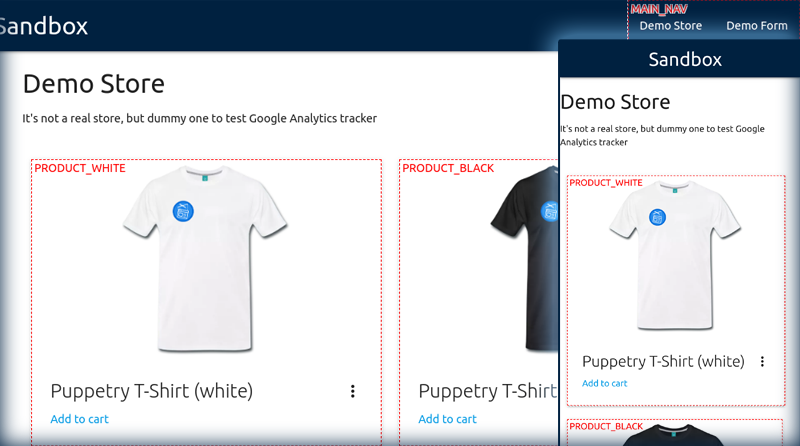 Sandbox
MAIN_NAV
Demo Store
Demo Form
Demo Store
It's not a real store, but dummy one to test Google Analytics tracker
PRODUCT_WHITE
Puppetry T-Shirt (white)
Add to cart
PRODUCT_BLACK
Puppetry T-Shirt
Add to cart
Sandbox
Demo Store
It's not a real store, but dummy one to test Google
Analytics tracker
PRODUCT_WHITE
Puppetry T-Shirt (white)
Add to cart
PRODUCT_BLACK